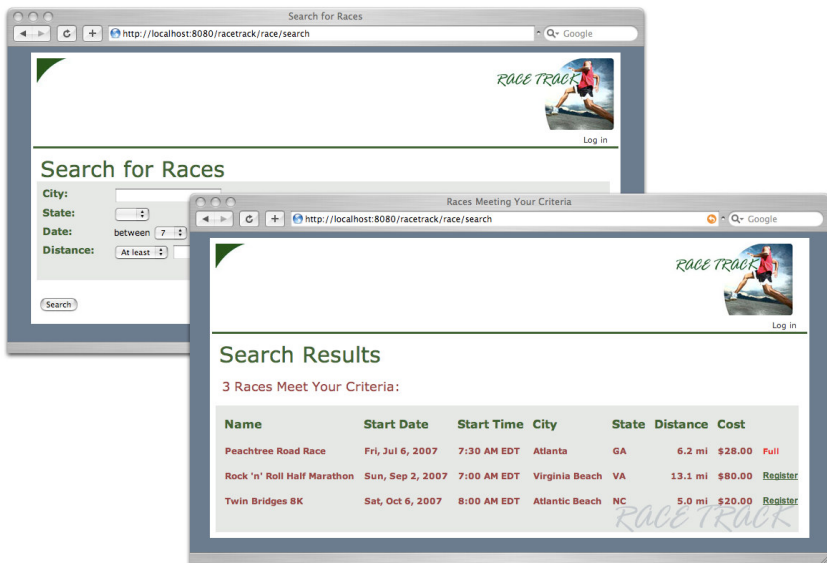 Search for Races
http://localhost:8080/racetrack/race/search
Google
RACE TRACK
Log in
Search for Races
City:
State:
Date: between 7
Distance: At least
Search
Races Meeting Your Criteria
http://localhost:8080/racetrack/race/search
Google
RACE TRACK
Log in
Search Results
3 Races Meet Your Criteria:
Name Start Date Start Time City State Distance Cost
Peachtree Road Race Fri, Jul 6, 2007 7:30 AM EDT Atlanta GA 6.2 mi $28.00 Full
Rock 'n' Roll Half Marathon Sun, Sep 2, 2007 7:00 AM EDT Virginia Beach VA 13.1 mi $80.00 Register
Twin Bridges 8K Sat, Oct 6, 2007 8:00 AM EDT Atlantic Beach NC 5.0 mi $20.00 Register
RACE TRACK